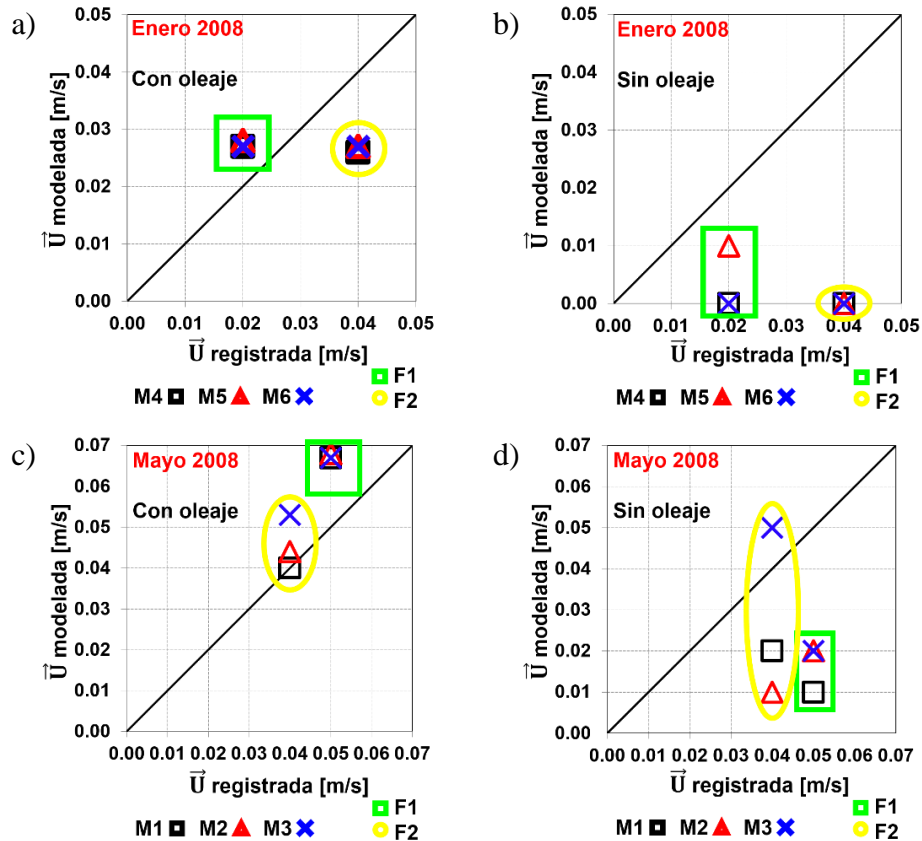 a)
Enero 2008
Con oleaje
U⃗ modelada [m/s]
0.05
0.04
0.03
0.02
0.01
0.00
0.00 0.01 0.02 0.03 0.04 0.05
U⃗ registrada [m/s]
M4 M5 M6
F1
F2
b)
Enero 2008
Sin oleaje
U⃗ modelada [m/s]
0.05
0.04
0.03
0.02
0.01
0.00
0.00 0.01 0.02 0.03 0.04 0.05
U⃗ registrada [m/s]
M4 M5 M6
F1
F2
c)
Mayo 2008
Con oleaje
U⃗ modelada [m/s]
0.07
0.06
0.05
0.04
0.03
0.02
0.01
0.00
0.00 0.01 0.02 0.03 0.04 0.05 0.06 0.07
U⃗ registrada [m/s]
M1 M2 M3
F1
F2
d)
Mayo 2008
Sin oleaje
U⃗ modelada [m/s]
0.07
0.06
0.05
0.04
0.03
0.02
0.01
0.00
0.00 0.01 0.02 0.03 0.04 0.05 0.06 0.07
U⃗ registrada [m/s]
M1 M2 M3
F1
F2